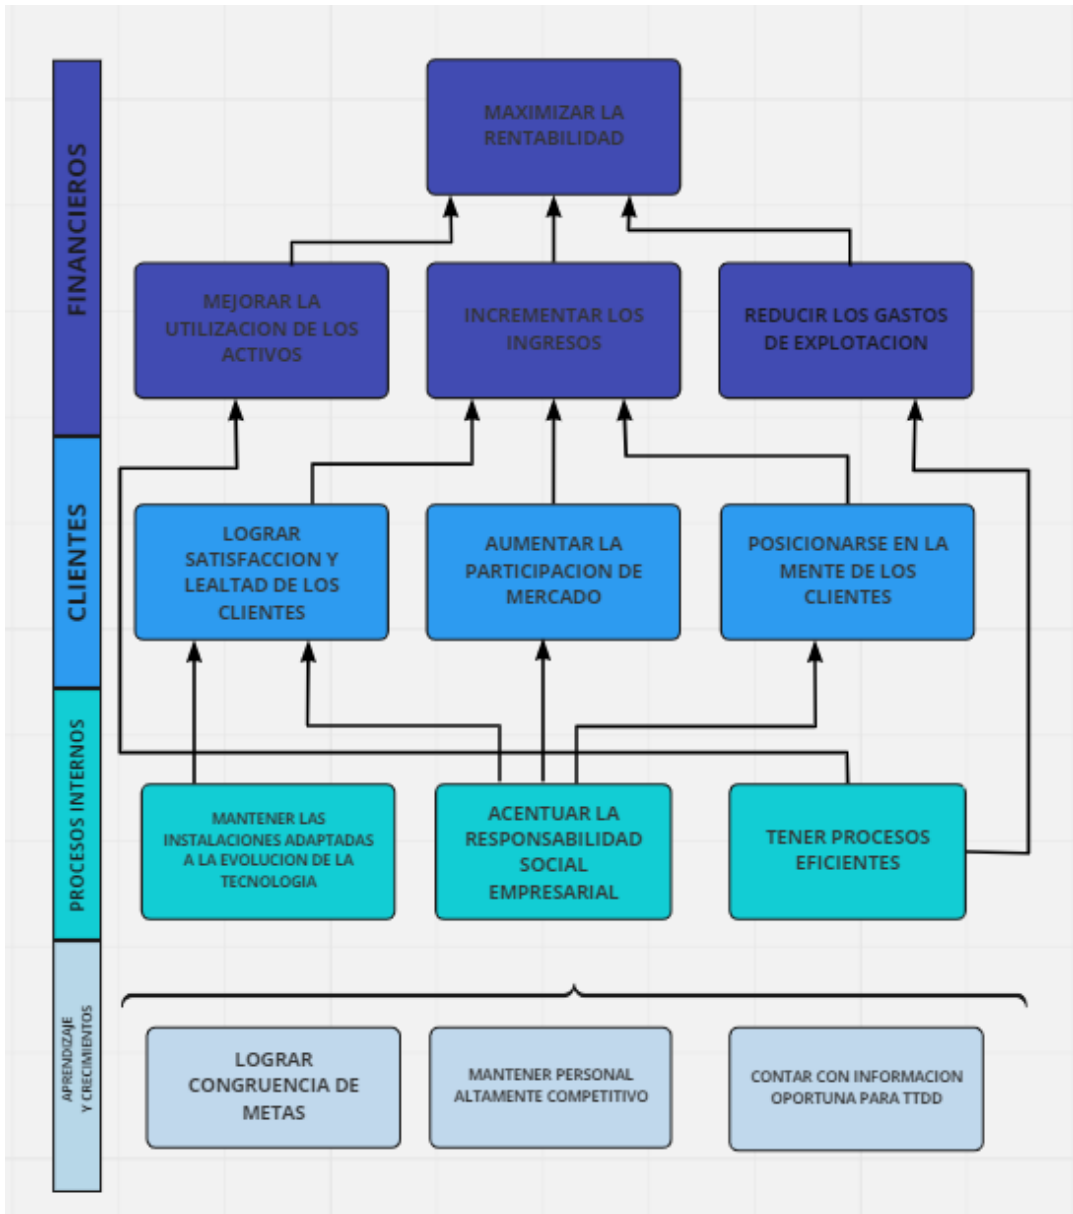 FINANCIEROS
MAXIMIZAR LA
RENTABILIDAD
MEJORAR LA
UTILIZACION DE LOS
ACTIVOS
INCREMENTAR LOS
INGRESOS
REDUCIR LOS GASTOS
DE EXPLOTACION
CLIENTES
LOGRAR
SATISFACCION Y
LEALTAD DE LOS
CLIENTES
AUMENTAR LA
PARTICIPACION DE
MERCADO
POSICIONARSE EN LA
MENTE DE LOS
CLIENTES
PROCESOS INTERNOS
MANTENER LAS
INSTALACIONES ADAPTADAS
A LA EVOLUCION DE LA
TECNOLOGIA
ACENTUAR LA
RESPONSABILIDAD
SOCIAL
EMPRESARIAL
TENER PROCESOS
EFICIENTES
APRENDIZAJE
Y CRECIMIENTOS
LOGRAR
CONGRUENCIA DE
METAS
MANTENER PERSONAL
ALTAMENTE COMPETITIVO
CONTAR CON INFORMACION
OPORTUNA PARA TTDD